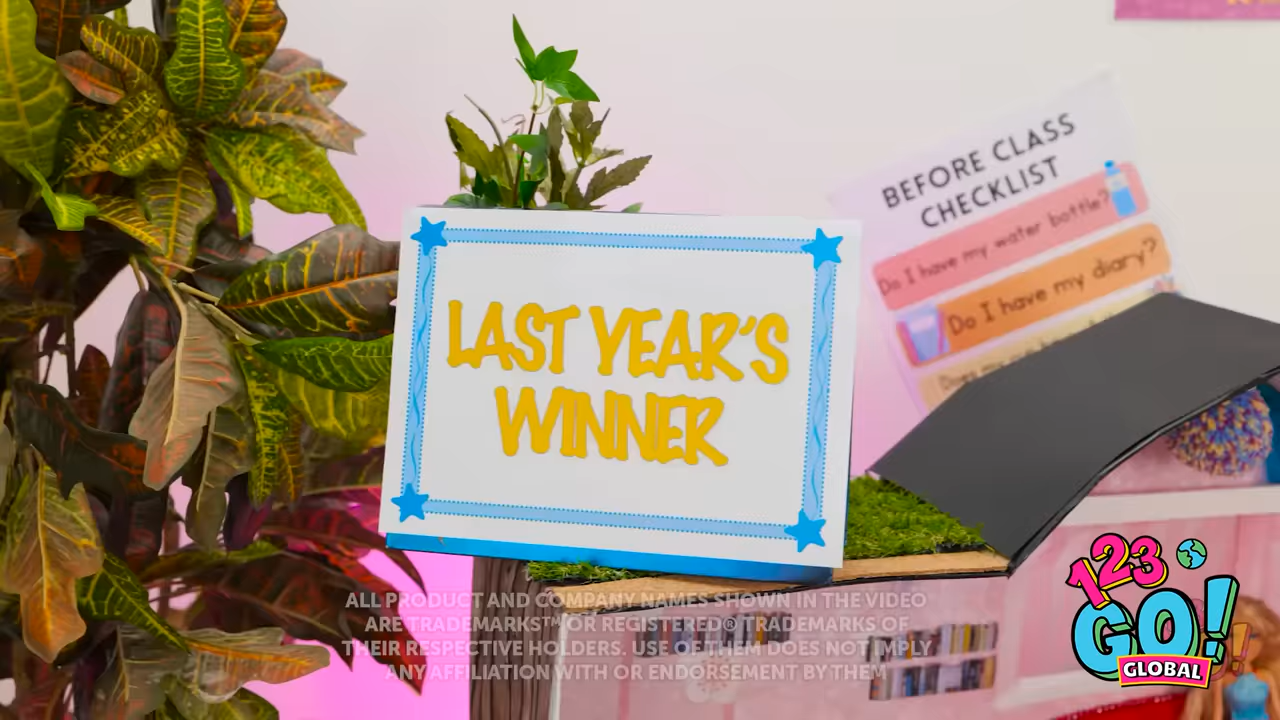 BEFORE CLASS
CHECKLIST
Do I have my water bottle?
Do I have my diary?
LAST YEAR'S
WINNER
ALL PRODUCT AND COMPANY NAMES SHOWN IN THE VIDEO
ARE TRADEMARKS™ OR REGISTERED® TRADEMARKS OF
THEIR RESPECTIVE HOLDERS. USE OF THEM DOES NOT IMPLY
ANY AFFILIATION WITH OR ENDORSEMENT BY THEM
123
GO!
GLOBAL